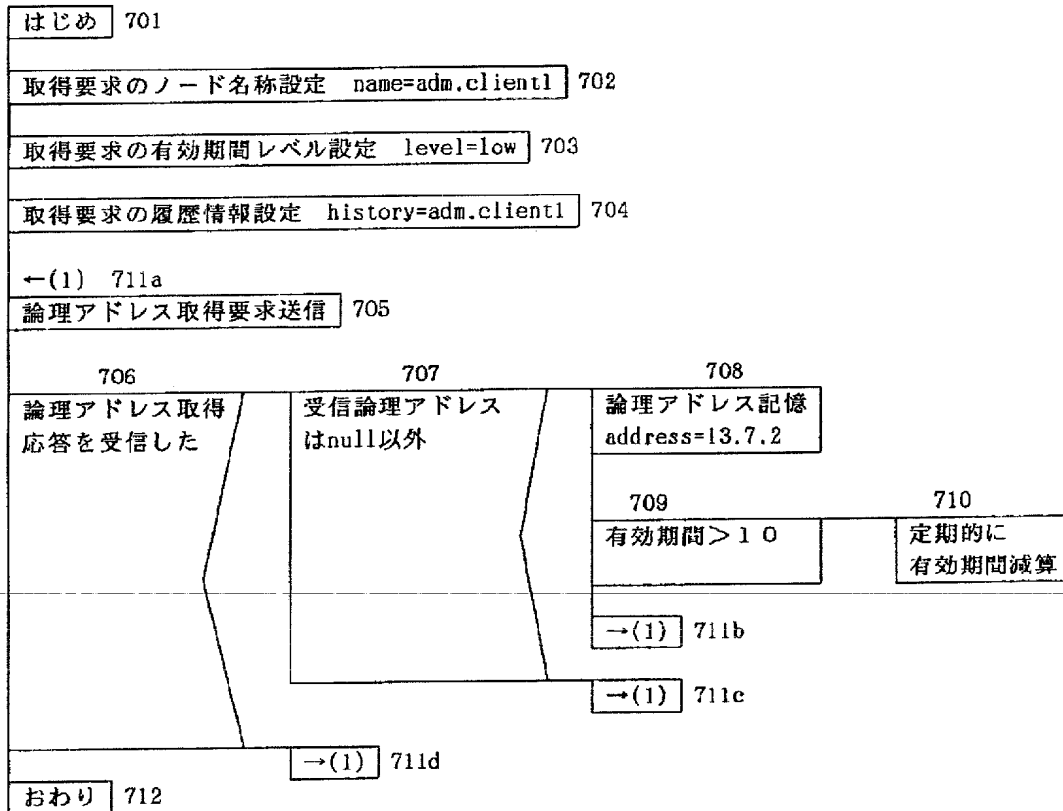 はじめ 701
取得要求のノード名称設定 name=adm.client1 702
取得要求の有効期間レベル設定 level=low 703
取得要求の履歴情報設定 history=adm.client1 704
←(1) 711a
論理アドレス取得要求送信 705
706 707 708
論理アドレス取得 受信論理アドレス 論理アドレス記憶
応答を受信した はnull以外 address=13.7.2
709 710
有効期間>10 定期的に
有効期間減算
→(1) 711b
→(1) 711c
→(1) 711d
おわり 712